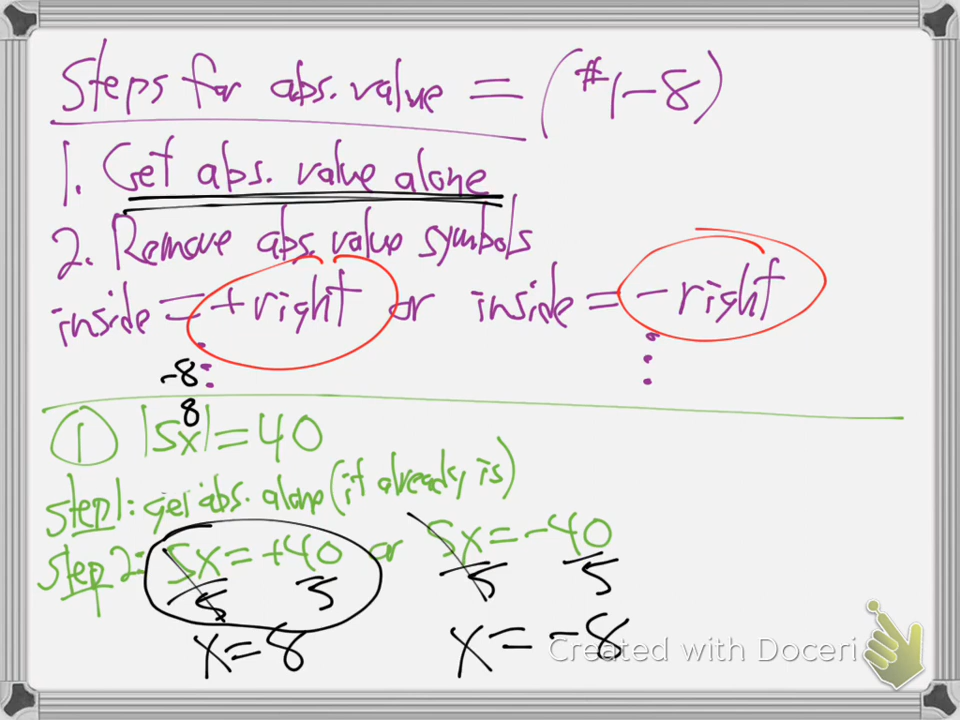 Steps for abs. value = (#1-8)
1. Get abs. value alone
2. Remove abs. value symbols
inside = +right or inside = -right
-8
8
① |5x| = 40
step1: get abs. alone (it already is)
step 2: 5x = +40 or 5x = -40
5 5 5 5
x = 8 x = -8
Created with Doceri